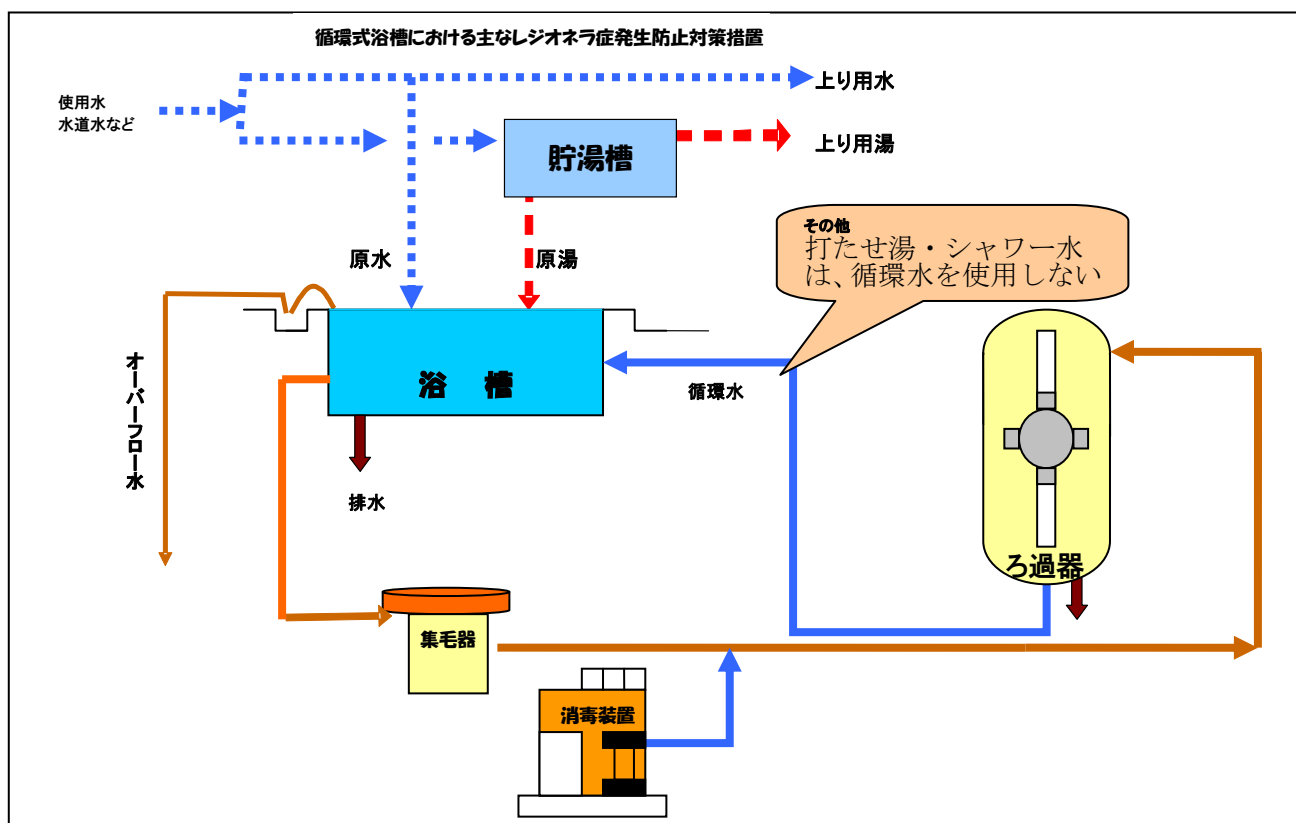 循環式浴槽における主なレジオネラ症発生防止対策措置
使用水
水道水など
上り用水
上り用湯
貯湯槽
その他
打たせ湯・シャワー水
は、循環水を使用しない
原水
原湯
オーバーフロー水
浴 槽
循環水
排水
ろ過器
集毛器
消毒装置